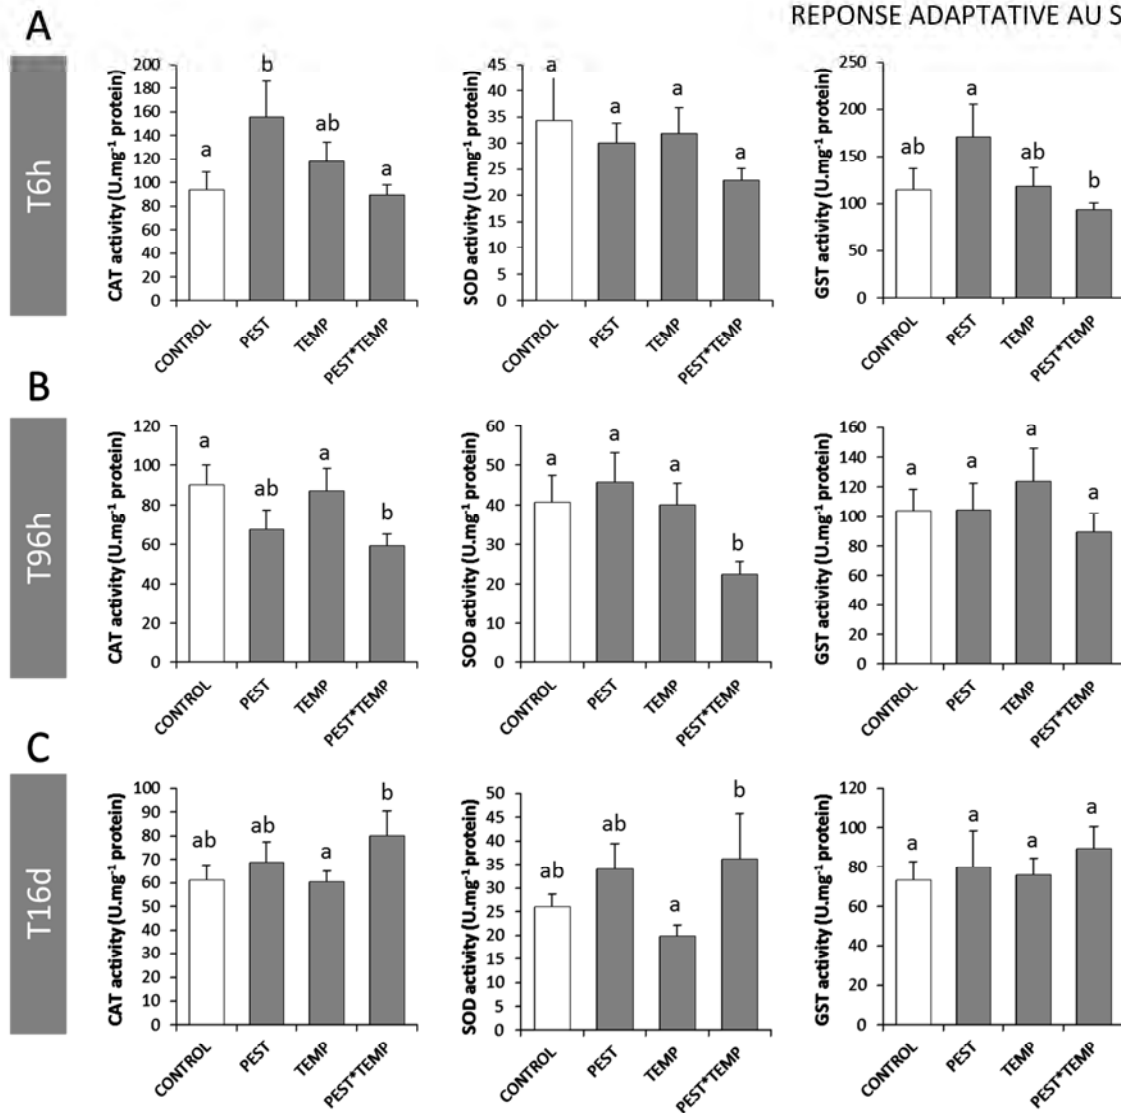 REPONSE ADAPTATIVE AU S
A
T6h
CAT activity (U.mg⁻¹ protein)
200
180
160
140
120
100
80
60
40
20
0
a
b
ab
a
CONTROL
PEST
TEMP
PEST*TEMP
SOD activity (U.mg⁻¹ protein)
45
40
35
30
25
20
15
10
5
0
a
a
a
a
CONTROL
PEST
TEMP
PEST*TEMP
GST activity (U.mg⁻¹ protein)
250
200
150
100
50
0
ab
a
ab
b
CONTROL
PEST
TEMP
PEST*TEMP
B
T96h
CAT activity (U.mg⁻¹ protein)
120
100
80
60
40
20
0
a
ab
a
b
CONTROL
PEST
TEMP
PEST*TEMP
SOD activity (U.mg⁻¹ protein)
60
50
40
30
20
10
0
a
a
a
b
CONTROL
PEST
TEMP
PEST*TEMP
GST activity (U.mg⁻¹ protein)
160
140
120
100
80
60
40
20
0
a
a
a
a
CONTROL
PEST
TEMP
PEST*TEMP
C
T16d
CAT activity (U.mg⁻¹ protein)
100
90
80
70
60
50
40
30
20
10
0
ab
ab
a
b
CONTROL
PEST
TEMP
PEST*TEMP
SOD activity (U.mg⁻¹ protein)
50
45
40
35
30
25
20
15
10
5
0
ab
ab
a
b
CONTROL
PEST
TEMP
PEST*TEMP
GST activity (U.mg⁻¹ protein)
120
100
80
60
40
20
0
a
a
a
a
CONTROL
PEST
TEMP
PEST*TEMP